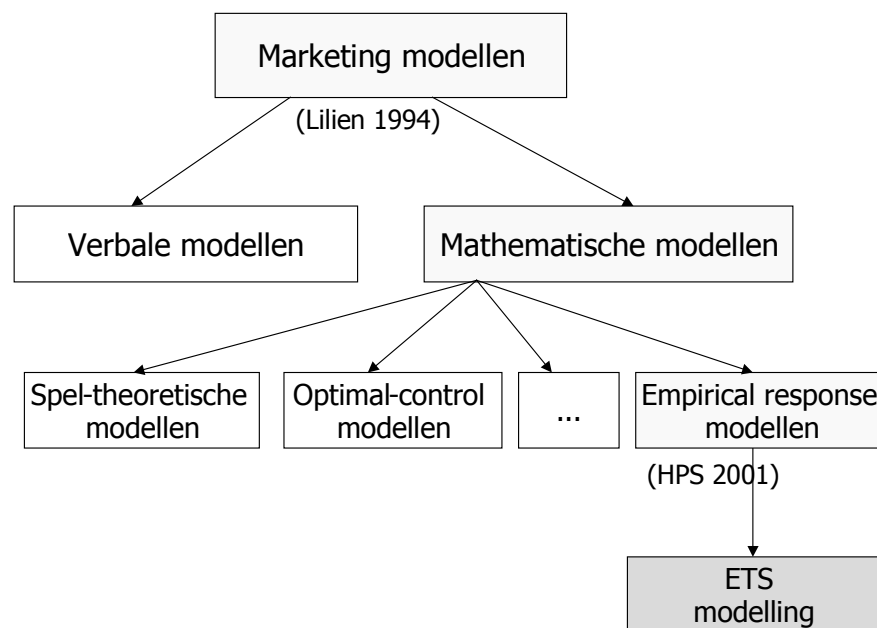 Marketing modellen
(Lilien 1994)
Verbale modellen
Mathematische modellen
Spel-theoretische
modellen
Optimal-control
modellen
...
Empirical response
modellen
(HPS 2001)
ETS
modelling